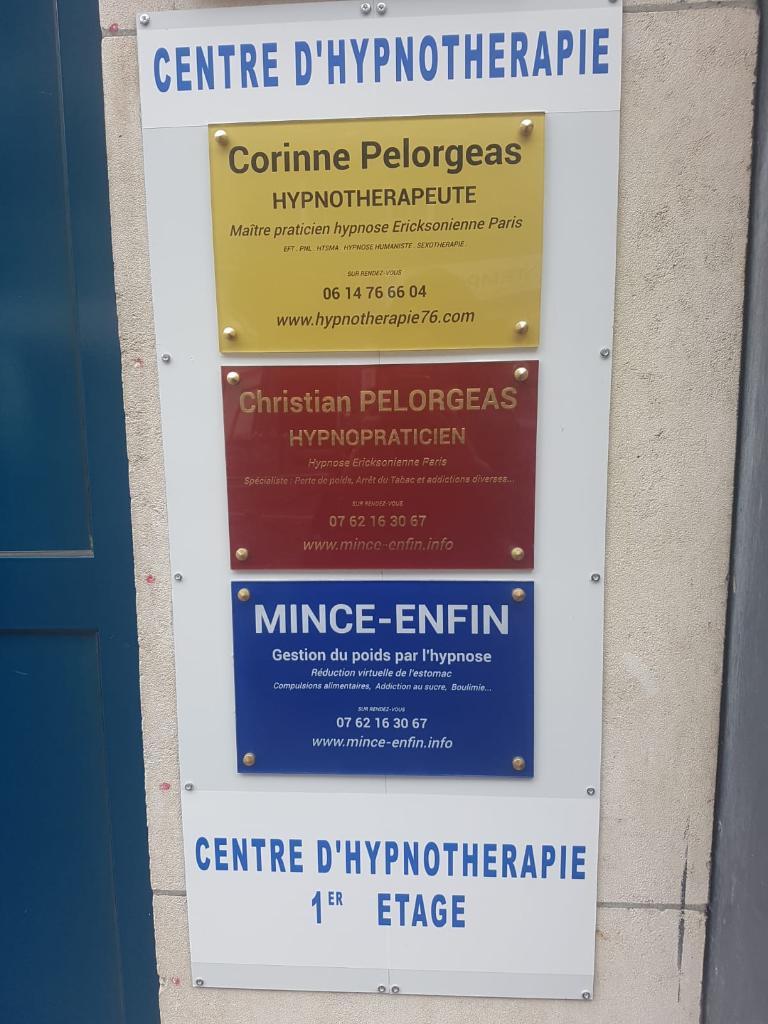 CENTRE D'HYPNOTHERAPIE
Corinne Pelorgeas
HYPNOTHERAPEUTE
Maître praticien hypnose Ericksonienne Paris
EFT . PNL . HTSMA . HYPNOSE HUMANISTE . SEXOTHERAPIE .
SUR RENDEZ-VOUS
06 14 76 66 04
www.hypnotherapie76.com
Christian PELORGEAS
HYPNOPRATICIEN
Hypnose Ericksonienne Paris
Spécialiste : Perte de poids, Arrêt du Tabac et addictions diverses...
SUR RENDEZ-VOUS
07 62 16 30 67
www.mince-enfin.info
MINCE-ENFIN
Gestion du poids par l'hypnose
Réduction virtuelle de l'estomac
Compulsions alimentaires, Addiction au sucre, Boulimie...
SUR RENDEZ-VOUS
07 62 16 30 67
www.mince-enfin.info
CENTRE D'HYPNOTHERAPIE
1ER ETAGE